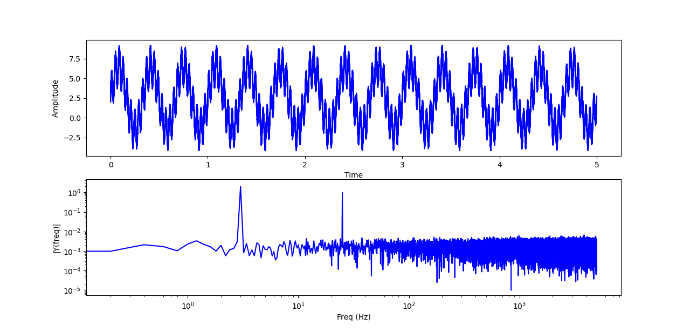 7.5
5.0
2.5
0.0
−2.5
Amplitude
0 1 2 3 4 5
Time
10⁰
10⁻¹
10⁻²
10⁻³
10⁻⁴
10⁻⁵
|Y(freq)|
10⁰ 10¹ 10² 10³
Freq (Hz)